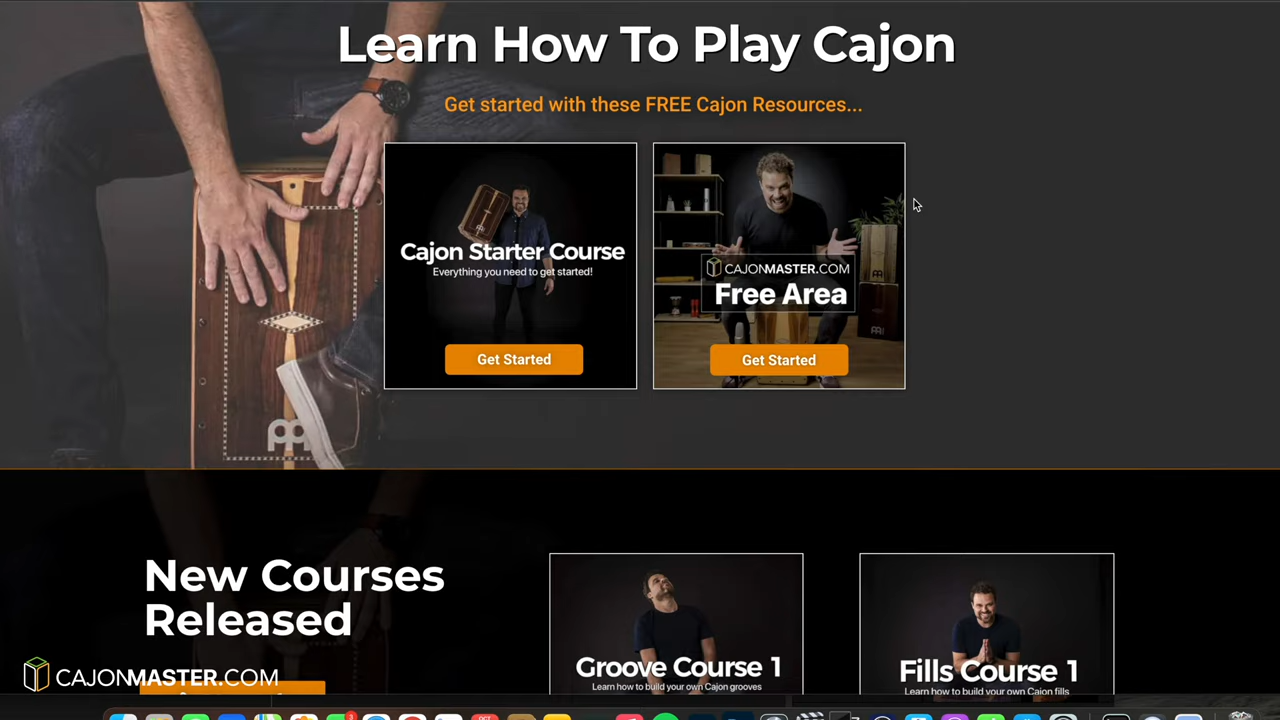 Learn How To Play Cajon
Get started with these FREE Cajon Resources...
Cajon Starter Course
Everything you need to get started!
Get Started
CAJONMASTER.COM
Free Area
Get Started
New Courses
Released
Groove Course 1
Learn how to build your own Cajon grooves
Fills Course 1
Learn how to build your own Cajon fills
CAJONMASTER.COM